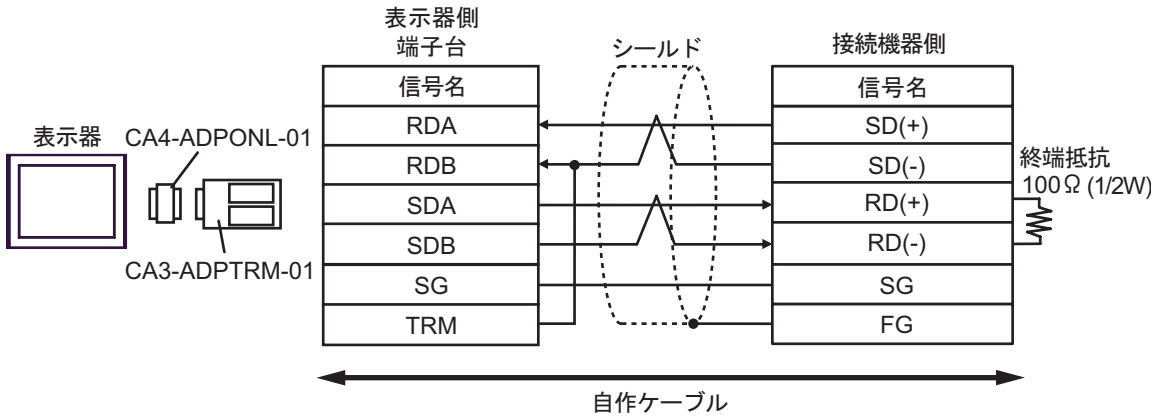 表示器側
端子台
シールド
接続機器側
信号名
信号名
RDA
SD(+)
表示器
CA4-ADPONL-01
RDB
SD(-)
終端抵抗
100Ω (1/2W)
SDA
RD(+)
SDB
RD(-)
CA3-ADPTRM-01
SG
SG
TRM
FG
自作ケーブル